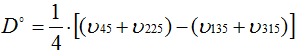 D° = 1/4 · [(υ45 + υ225) − (υ135 + υ315)]